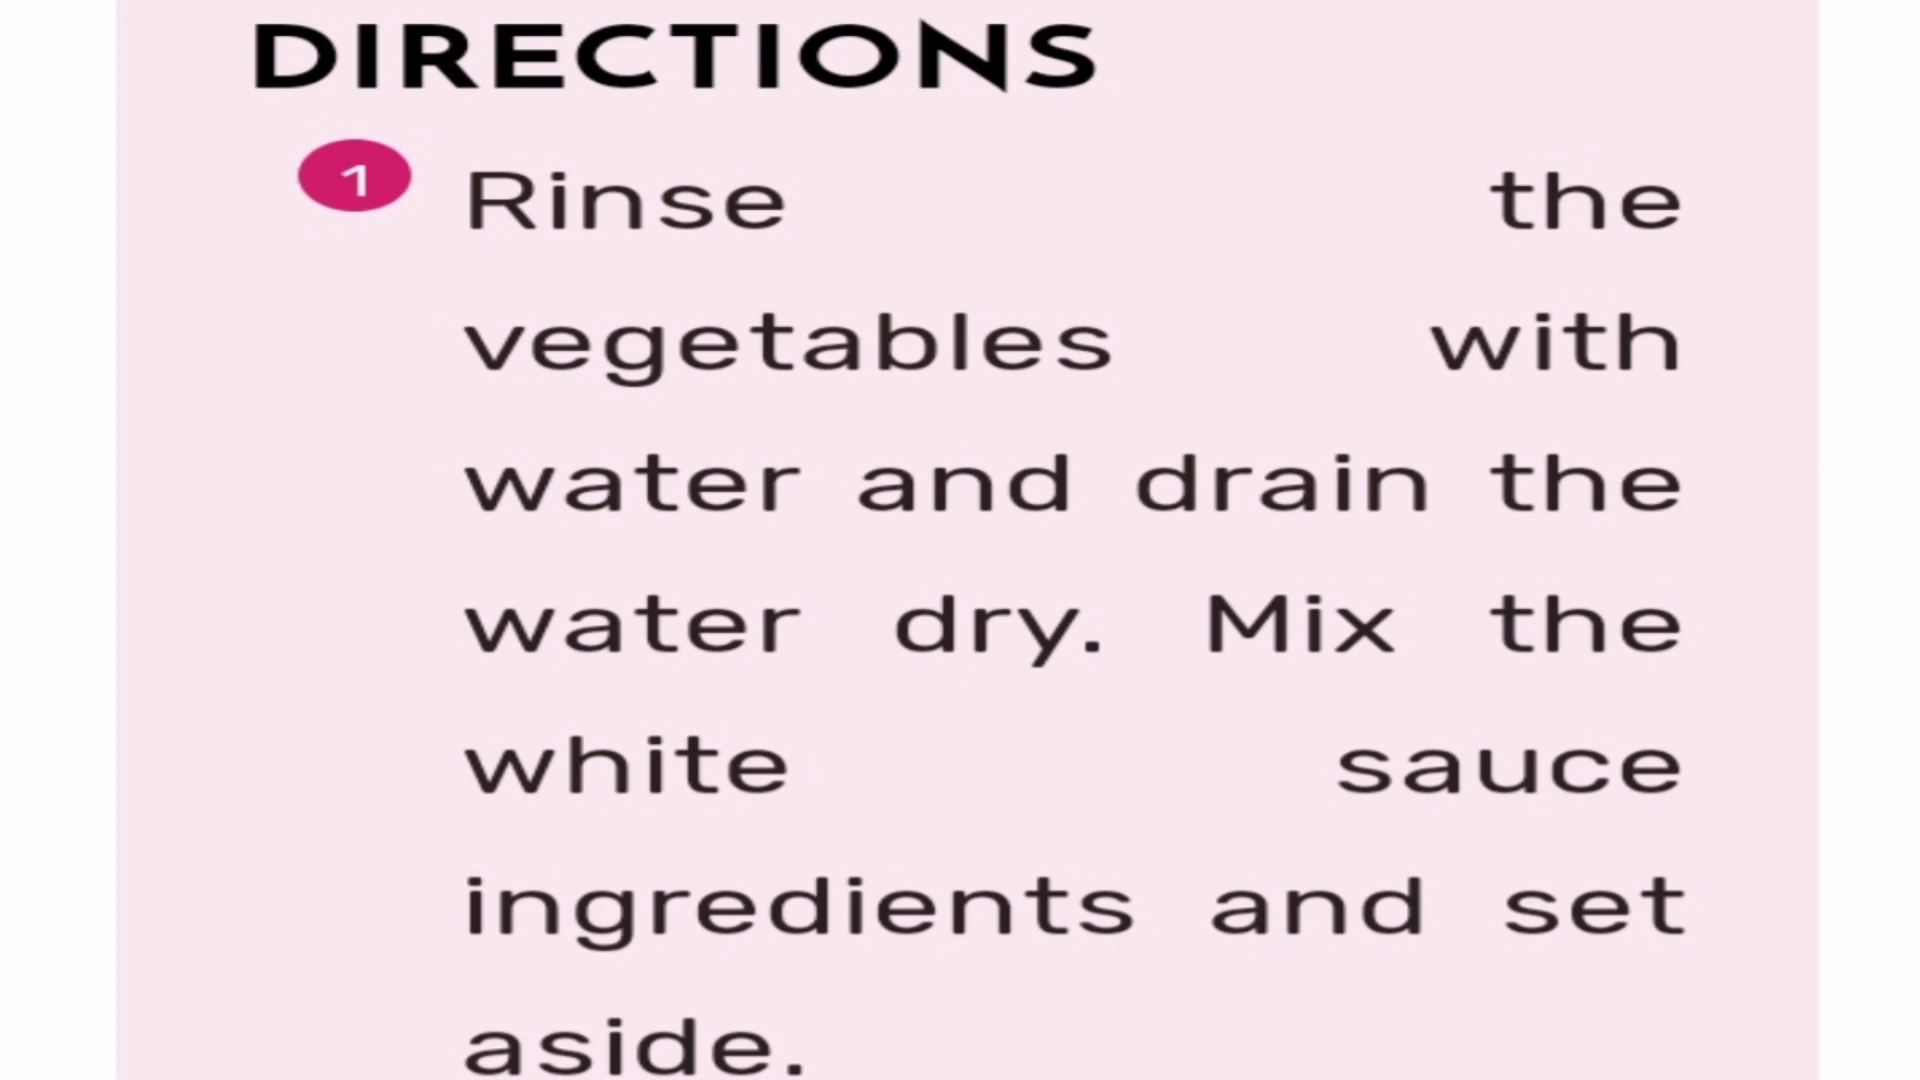 DIRECTIONS
1 Rinse the
vegetables with
water and drain the
water dry. Mix the
white sauce
ingredients and set
aside.